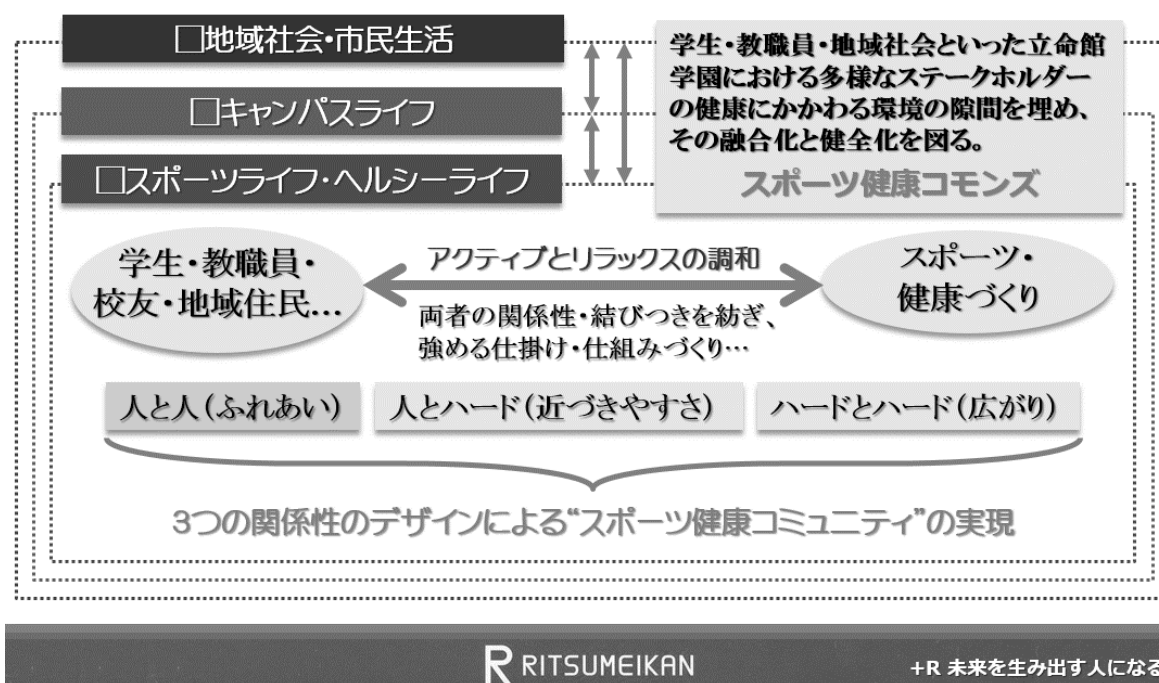 □地域社会・市民生活
□キャンパスライフ
□スポーツライフ・ヘルシーライフ
学生・教職員・地域社会といった立命館
学園における多様なステークホルダー
の健康にかかわる環境の隙間を埋め、
その融合化と健全化を図る。
スポーツ健康コモンズ
学生・教職員・
校友・地域住民…
アクティブとリラックスの調和
両者の関係性・結びつきを紡ぎ、
強める仕掛け・仕組みづくり…
スポーツ・
健康づくり
人と人(ふれあい)
人とハード(近づきやすさ)
ハードとハード(広がり)
3つの関係性のデザインによる“スポーツ健康コミュニティ”の実現
R RITSUMEIKAN
+R 未来を生み出す人になる